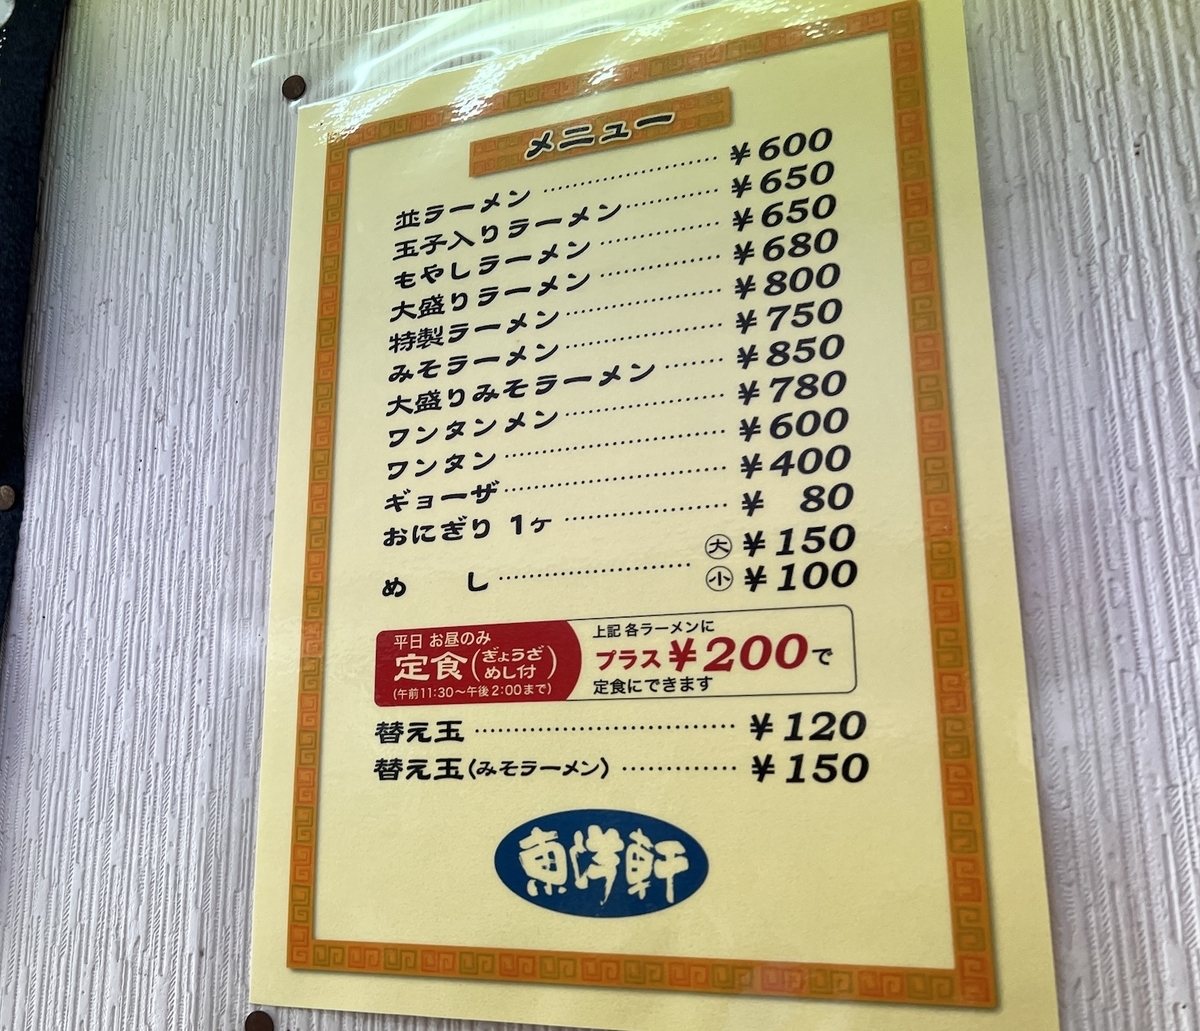 メニュー
並ラーメン ¥600
玉子入りラーメン ¥650
もやしラーメン ¥650
大盛りラーメン ¥680
特製ラーメン ¥800
みそラーメン ¥750
大盛りみそラーメン ¥850
ワンタンメン ¥780
ワンタン ¥600
ギョーザ ¥400
おにぎり 1ヶ ¥80
めし 大 ¥150
小 ¥100
平日 お昼のみ
定食(ぎょうざ めし付)
(午前11:30〜午後2:00まで)
上記 各ラーメンに
プラス¥200で
定食にできます
替え玉 ¥120
替え玉(みそラーメン) ¥150
東洋軒